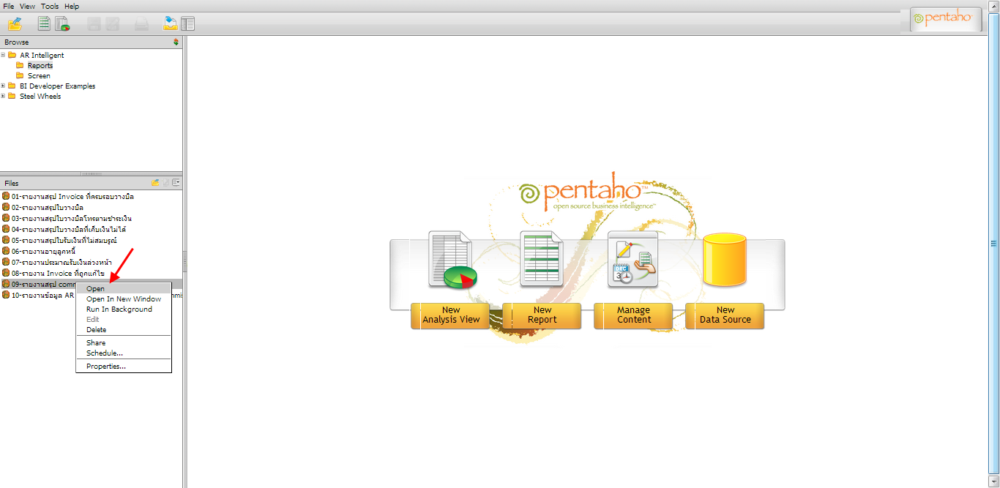 File View Tools Help
pentaho
Browse
AR Intelligent
Reports
Screen
BI Developer Examples
Steel Wheels
Files
01-รายงานสรุป Invoice ที่ครบรอบวางบิล
02-รายงานสรุปใบวางบิล
03-รายงานสรุปใบวางบิลโทรตามชำระเงิน
04-รายงานสรุปใบวางบิลที่เก็บเงินไม่ได้
05-รายงานสรุปใบรับเงินที่ไม่สมบูรณ์
06-รายงานอายุลูกหนี้
07-รายงานประมาณรับเงินล่วงหน้า
08-รายงาน Invoice ที่ถูกแก้ไข
09-รายงานสรุป comm
10-รายงานข้อมูล AR
Open
Open In New Window
Run In Background
Edit
Delete
Share
Schedule...
Properties...
pentaho™
open source business intelligence™
DEC
3
New
Analysis View
New
Report
Manage
Content
New
Data Source